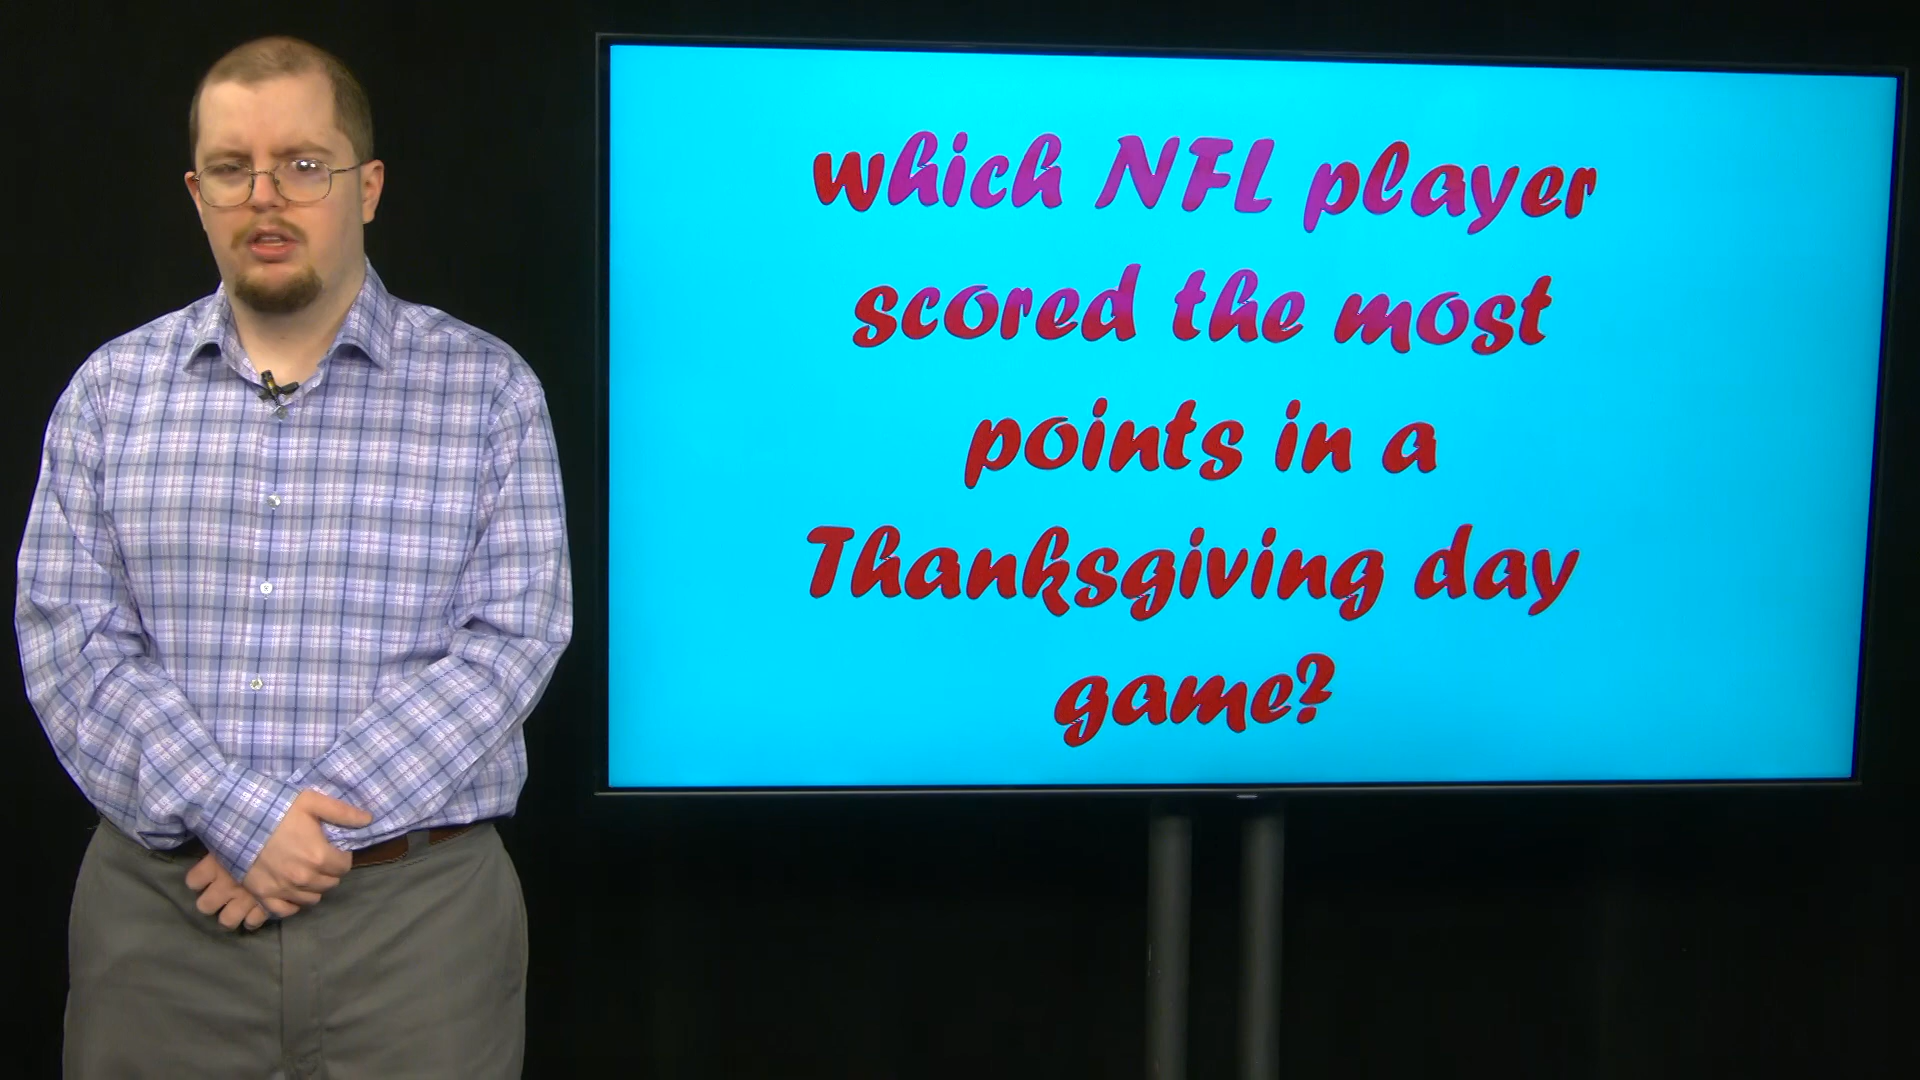 which NFL player
scored the most
points in a
Thanksgiving day
game?